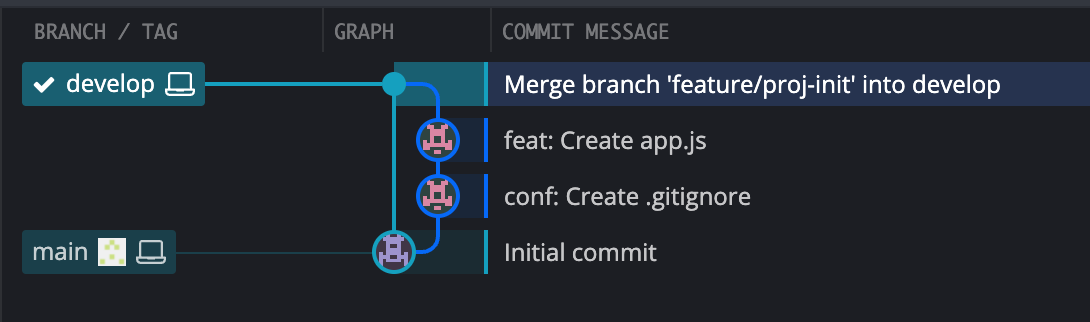 BRANCH / TAG GRAPH COMMIT MESSAGE
develop Merge branch 'feature/proj-init' into develop
feat: Create app.js
conf: Create .gitignore
main Initial commit